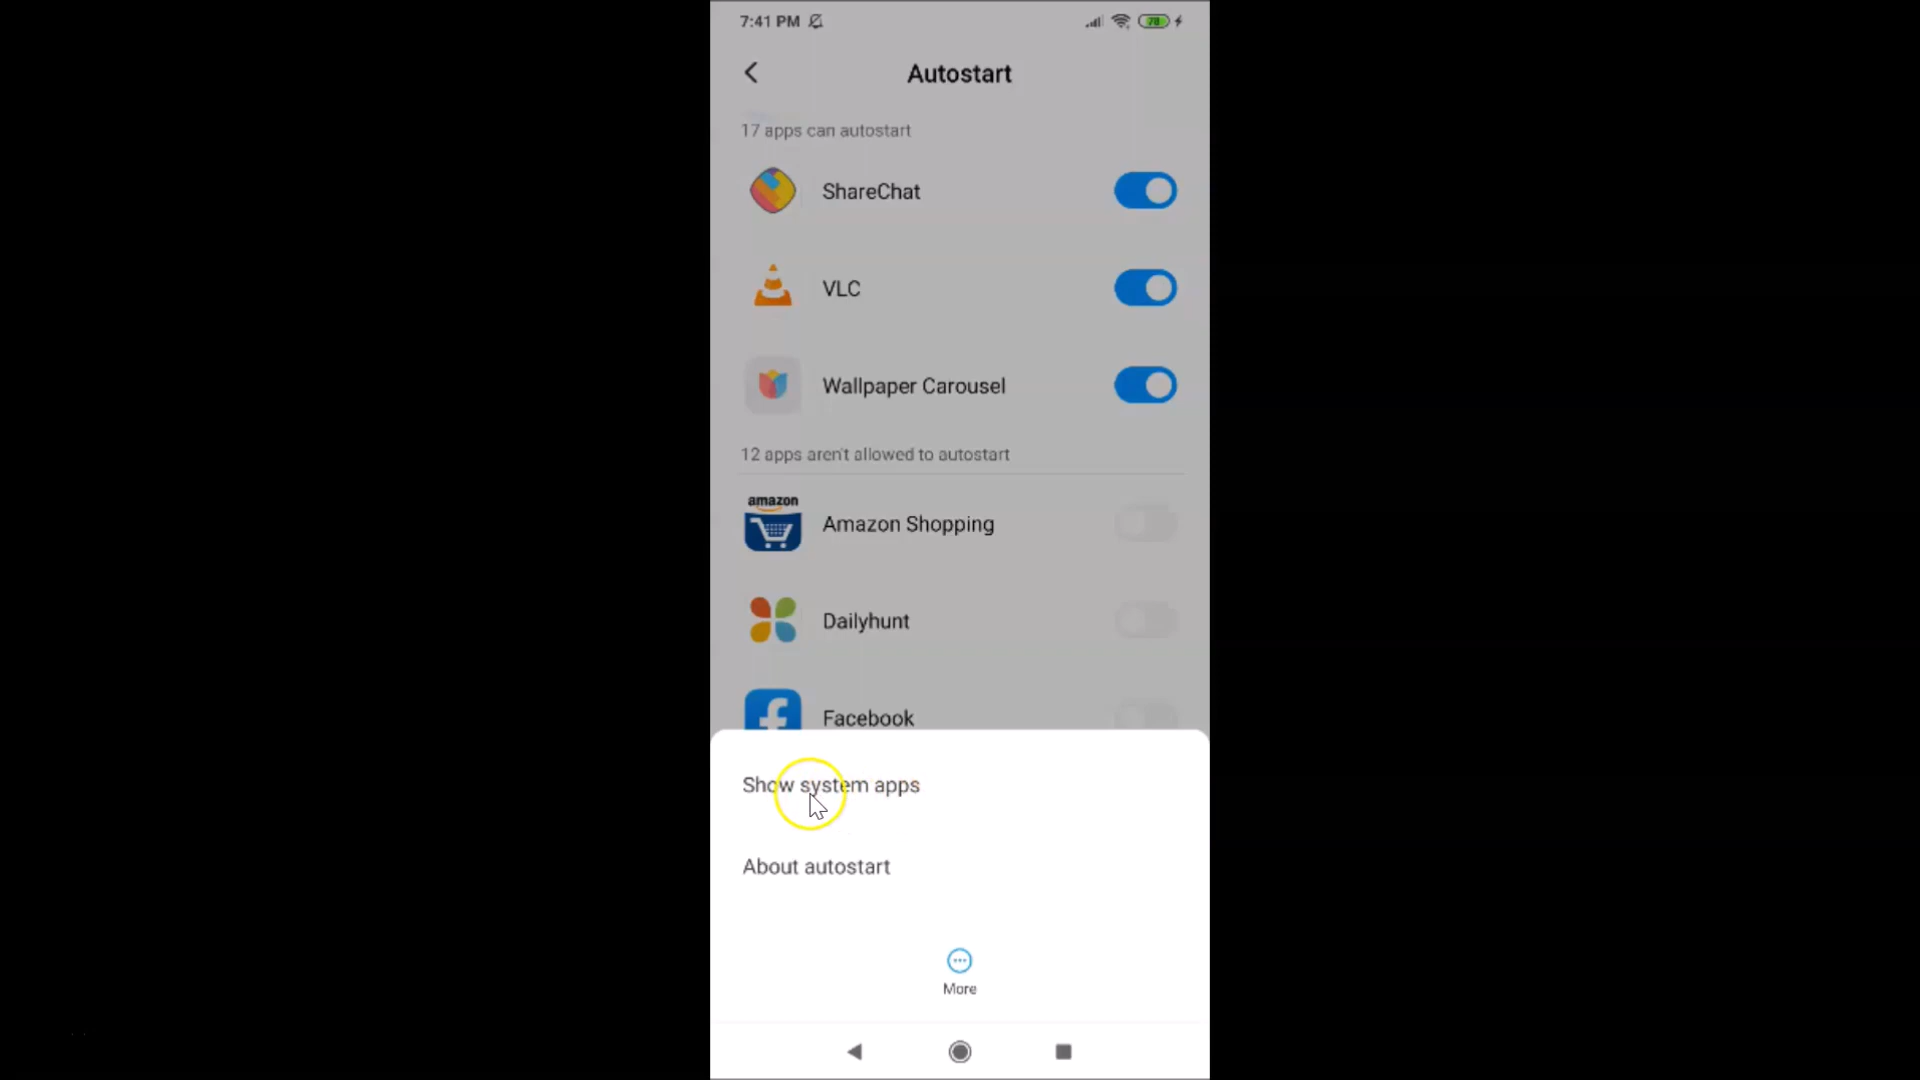 7:41 PM
78
Autostart
17 apps can autostart
ShareChat
VLC
Wallpaper Carousel
12 apps aren't allowed to autostart
amazon
Amazon Shopping
Dailyhunt
f
Facebook
Show system apps
About autostart
More